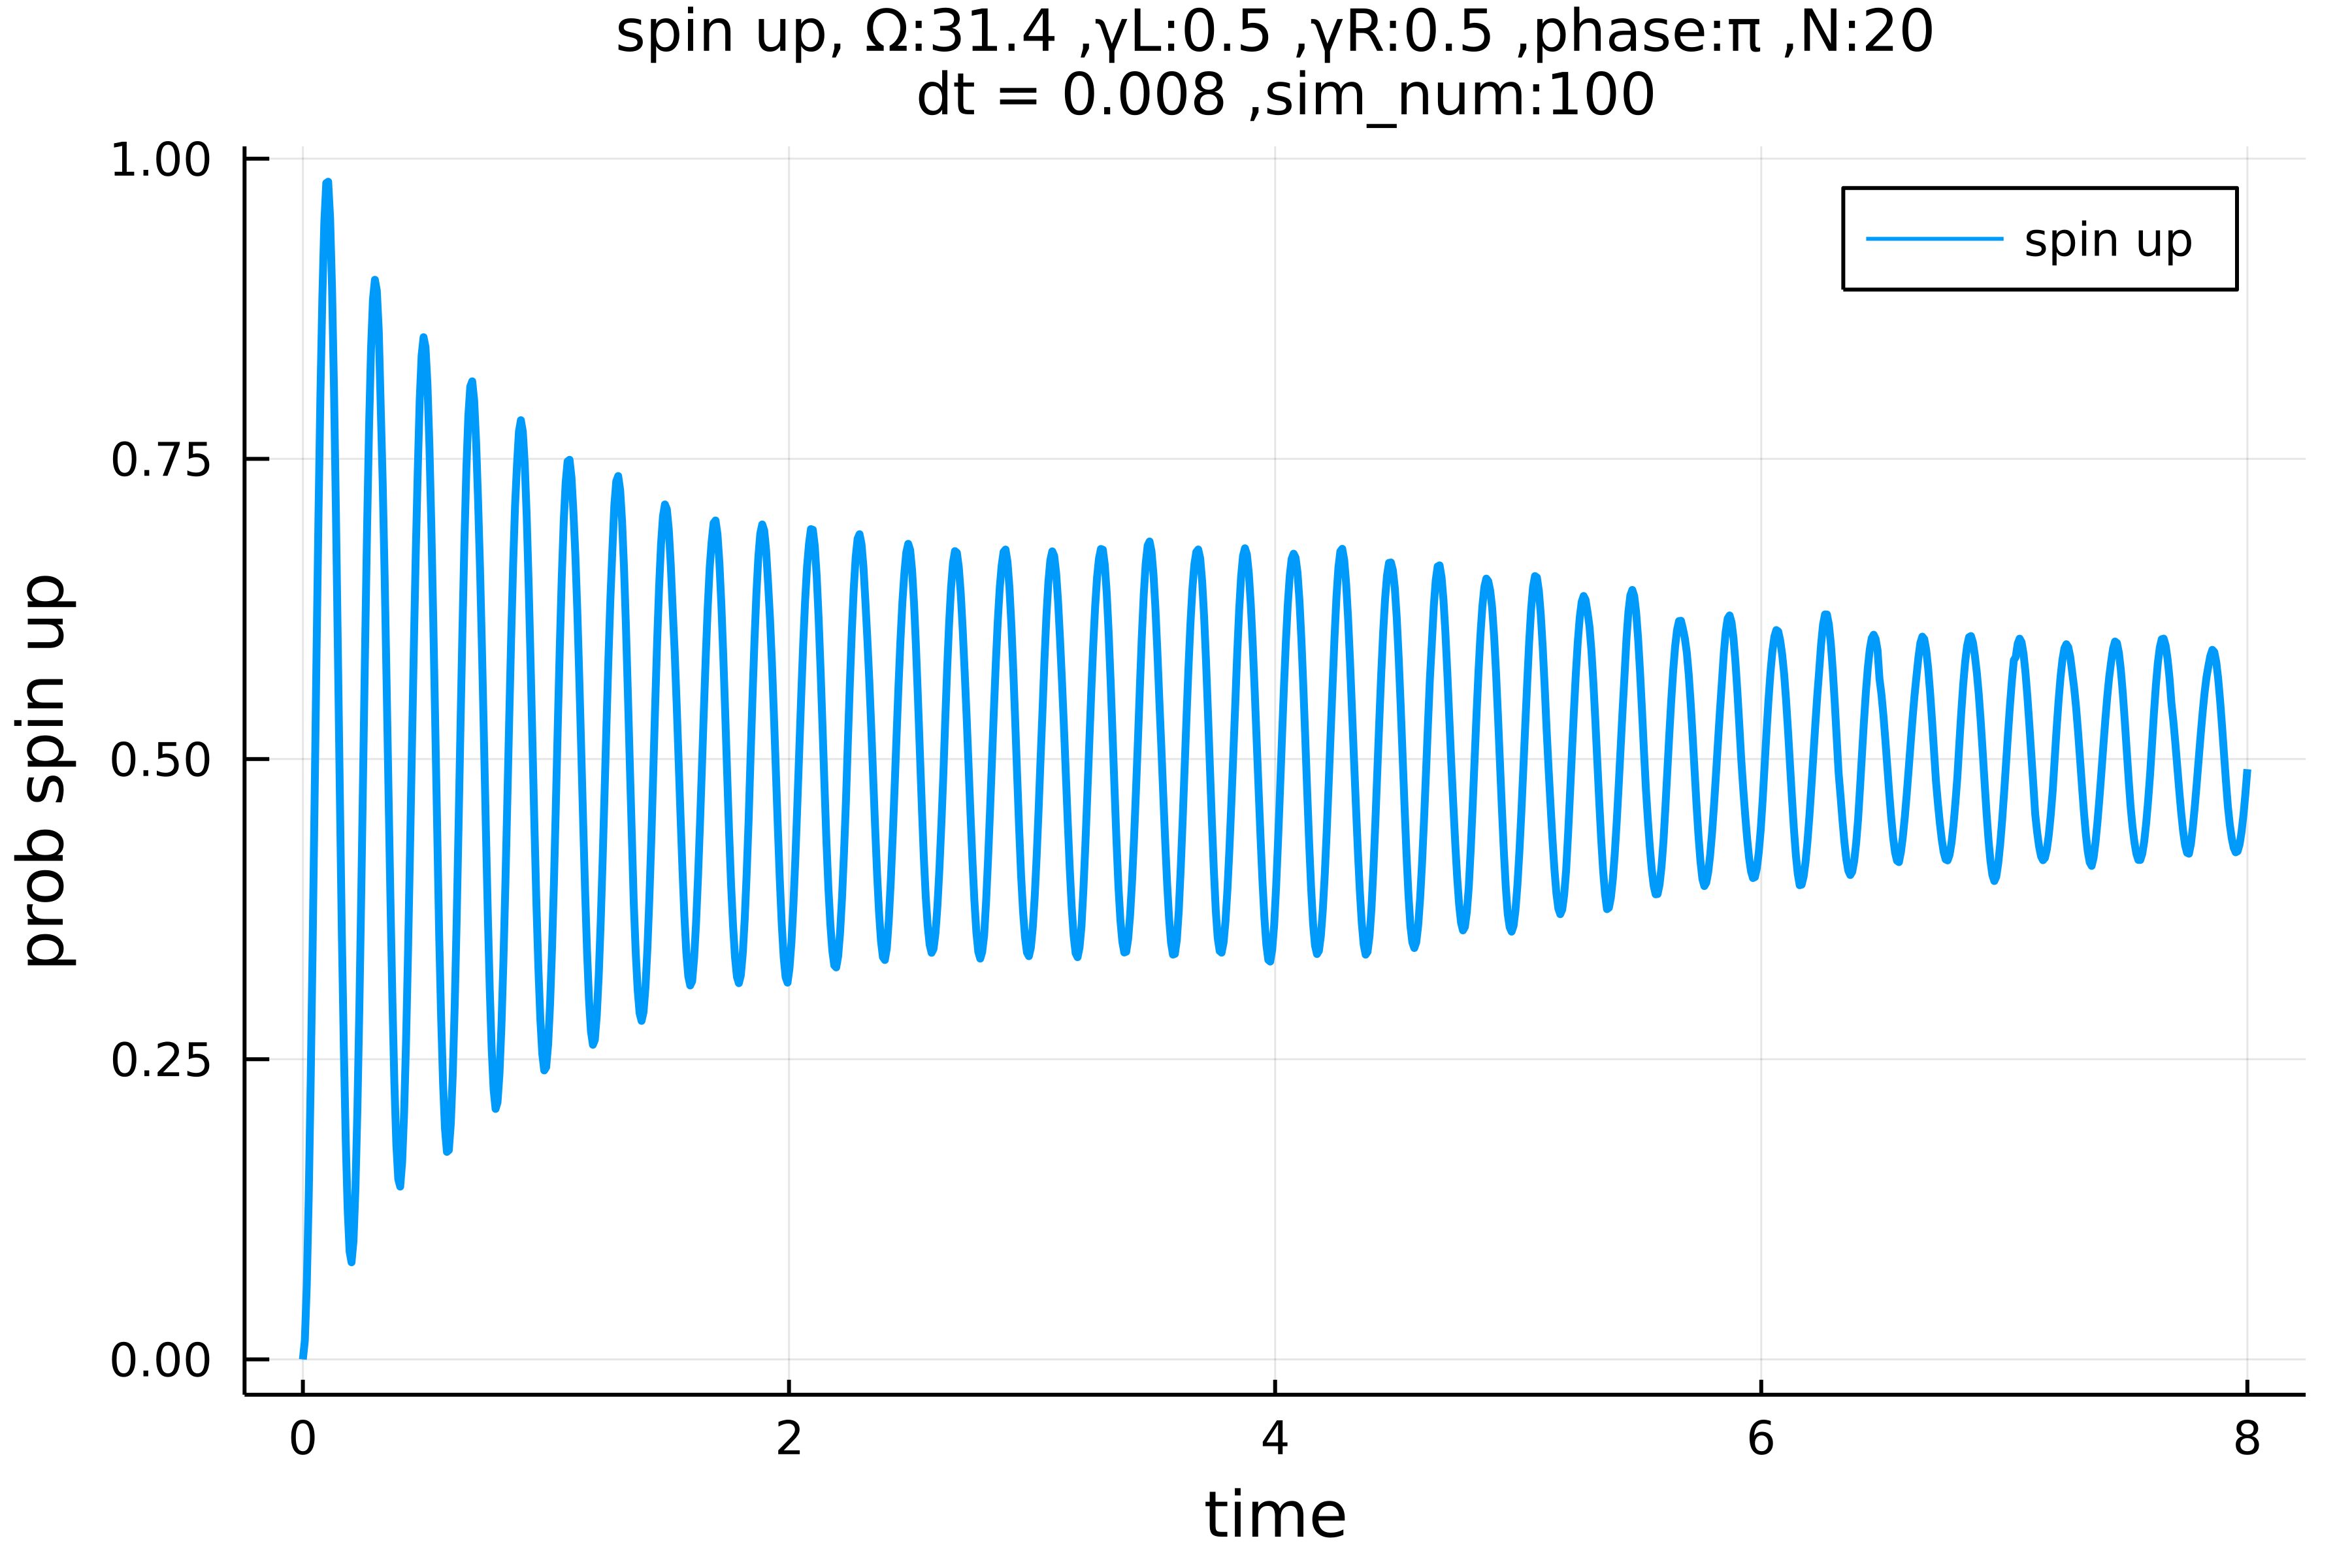 spin up, Ω:31.4 ,γL:0.5 ,γR:0.5 ,phase:π ,N:20
dt = 0.008 ,sim_num:100
1.00
spin up
0.75
0.50
0.25
0.00
prob spin up
0 2 4 6 8
time